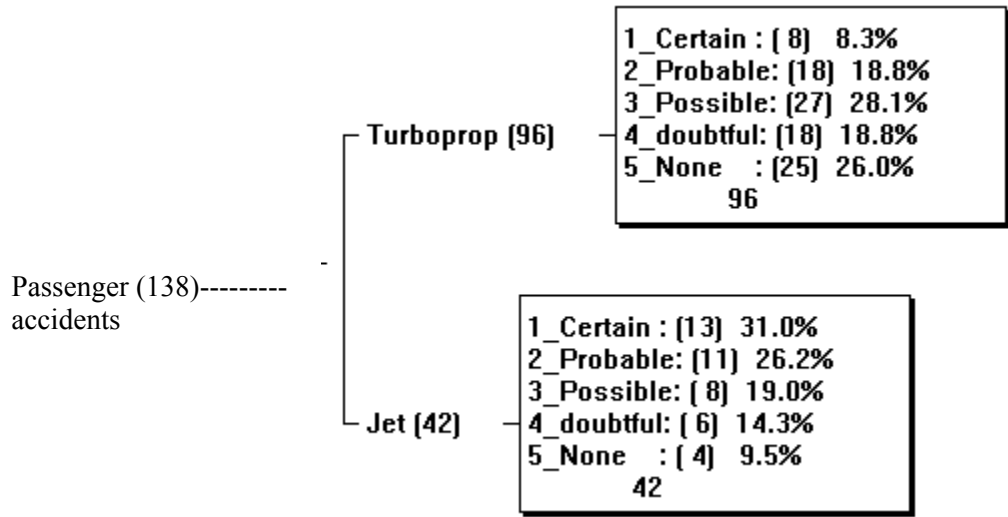 1_Certain : ( 8) 8.3%
2_Probable: (18) 18.8%
3_Possible: (27) 28.1%
4_doubtful: (18) 18.8%
5_None : (25) 26.0%
96
Turboprop (96)
Passenger (138)---------
accidents
1_Certain : (13) 31.0%
2_Probable: (11) 26.2%
3_Possible: ( 8) 19.0%
4_doubtful: ( 6) 14.3%
5_None : ( 4) 9.5%
42
Jet (42)